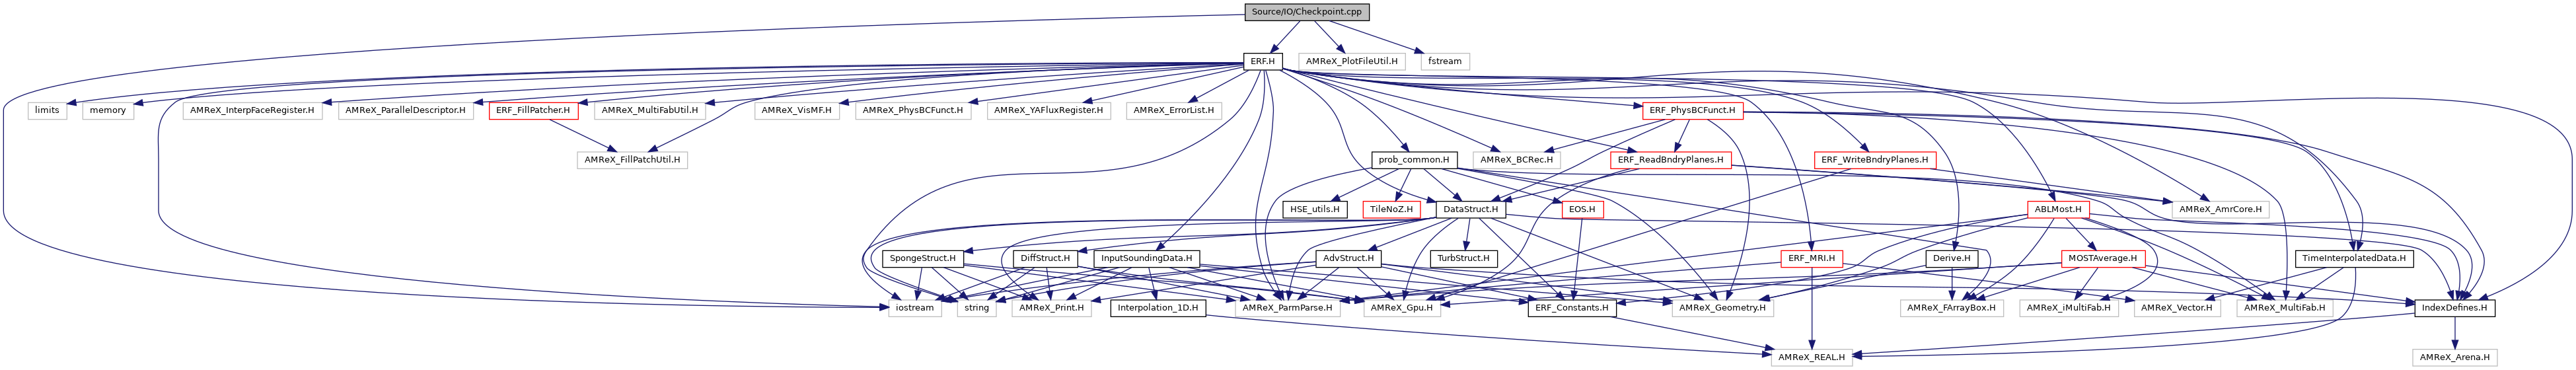 Source/IO/Checkpoint.cpp
ERF.H
AMReX_PlotFileUtil.H
fstream
limits
memory
AMReX_InterpFaceRegister.H
AMReX_ParallelDescriptor.H
ERF_FillPatcher.H
AMReX_MultiFabUtil.H
AMReX_VisMF.H
AMReX_PhysBCFunct.H
AMReX_YAFluxRegister.H
AMReX_ErrorList.H
ERF_PhysBCFunct.H
AMReX_FillPatchUtil.H
prob_common.H
AMReX_BCRec.H
ERF_ReadBndryPlanes.H
ERF_WriteBndryPlanes.H
HSE_utils.H
TileNoZ.H
DataStruct.H
EOS.H
ABLMost.H
AMReX_AmrCore.H
SpongeStruct.H
DiffStruct.H
InputSoundingData.H
AdvStruct.H
TurbStruct.H
ERF_MRI.H
Derive.H
MOSTAverage.H
TimeInterpolatedData.H
iostream
string
AMReX_Print.H
Interpolation_1D.H
AMReX_ParmParse.H
AMReX_Gpu.H
ERF_Constants.H
AMReX_Geometry.H
AMReX_FArrayBox.H
AMReX_iMultiFab.H
AMReX_Vector.H
AMReX_MultiFab.H
IndexDefines.H
AMReX_REAL.H
AMReX_Arena.H